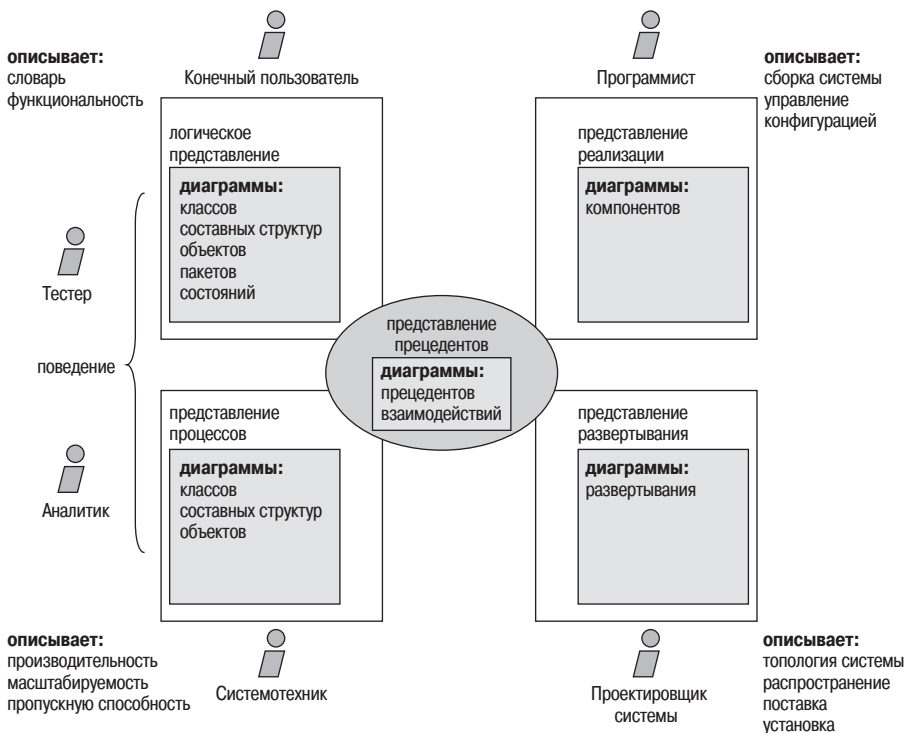 описывает:
словарь
функциональность
Конечный пользователь
Программист
описывает:
сборка системы
управление
конфигурацией
логическое
представление
диаграммы:
классов
составных структур
объектов
пакетов
состояний
представление
реализации
диаграммы:
компонентов
Тестер
поведение
Аналитик
представление
прецедентов
диаграммы:
прецедентов
взаимодействий
представление
процессов
диаграммы:
классов
составных структур
объектов
представление
развертывания
диаграммы:
развертывания
описывает:
производительность
масштабируемость
пропускную способность
Системотехник
Проектировщик
системы
описывает:
топология системы
распространение
поставка
установка